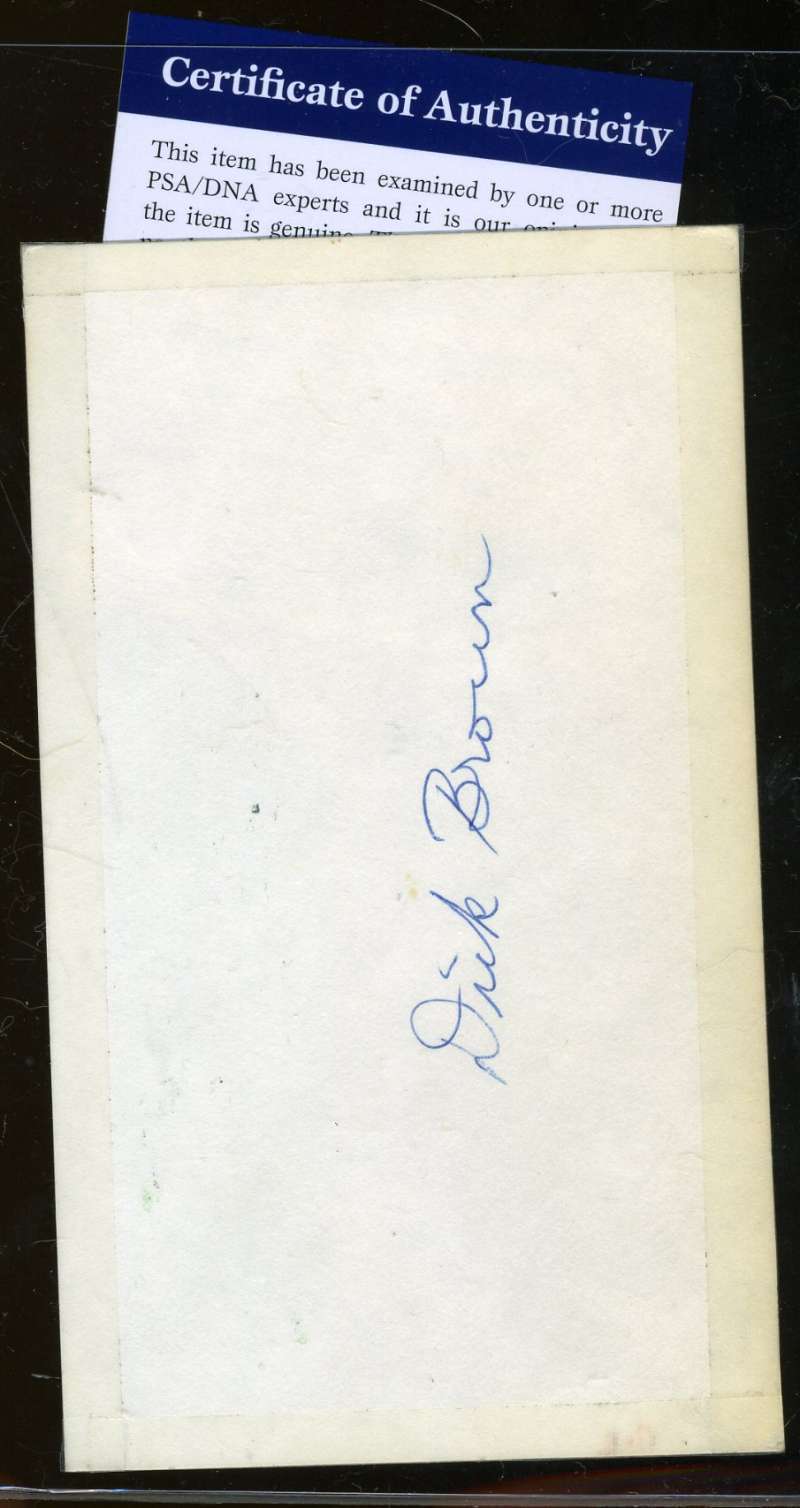 Certificate of Authenticity
This item has been examined by one or more
PSA/DNA experts and it is our
the item is genuine.
Dick Brown